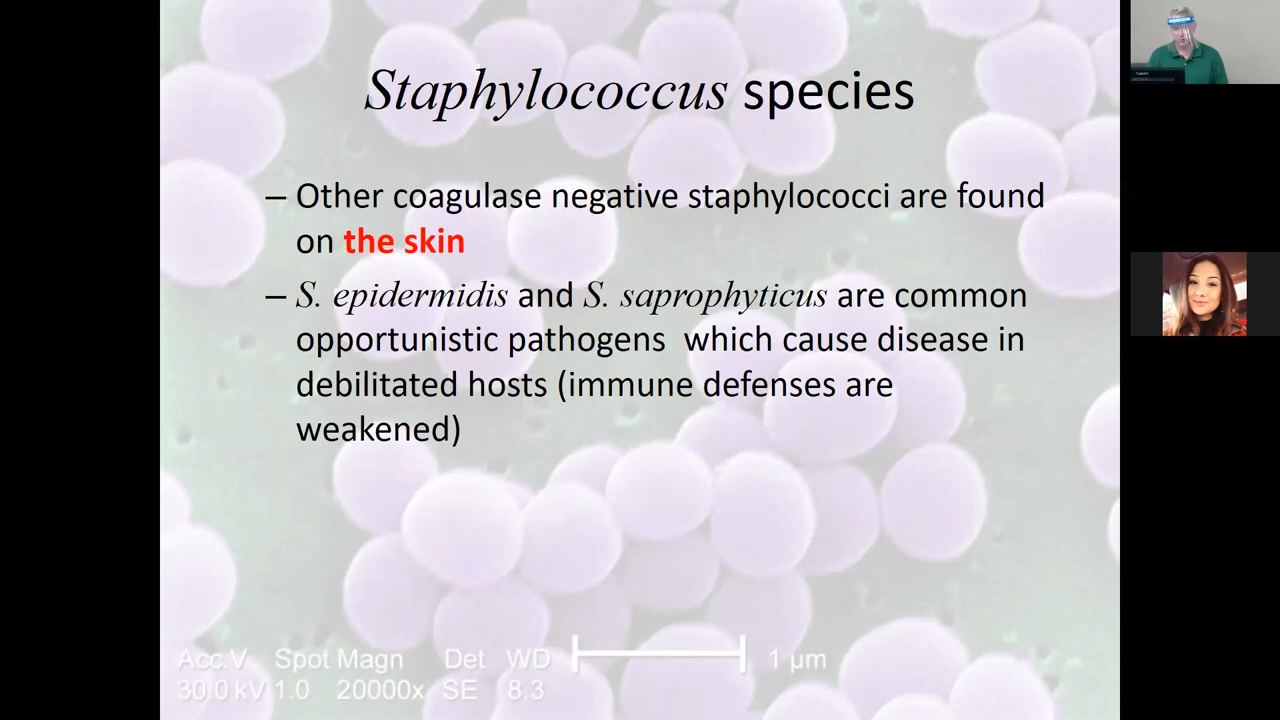 Staphylococcus species
– Other coagulase negative staphylococci are found
on the skin
– S. epidermidis and S. saprophyticus are common
opportunistic pathogens which cause disease in
debilitated hosts (immune defenses are
weakened)
Acc.V Spot Magn Det WD 1 µm
30.0 kV 1.0 20000x SE 8.3